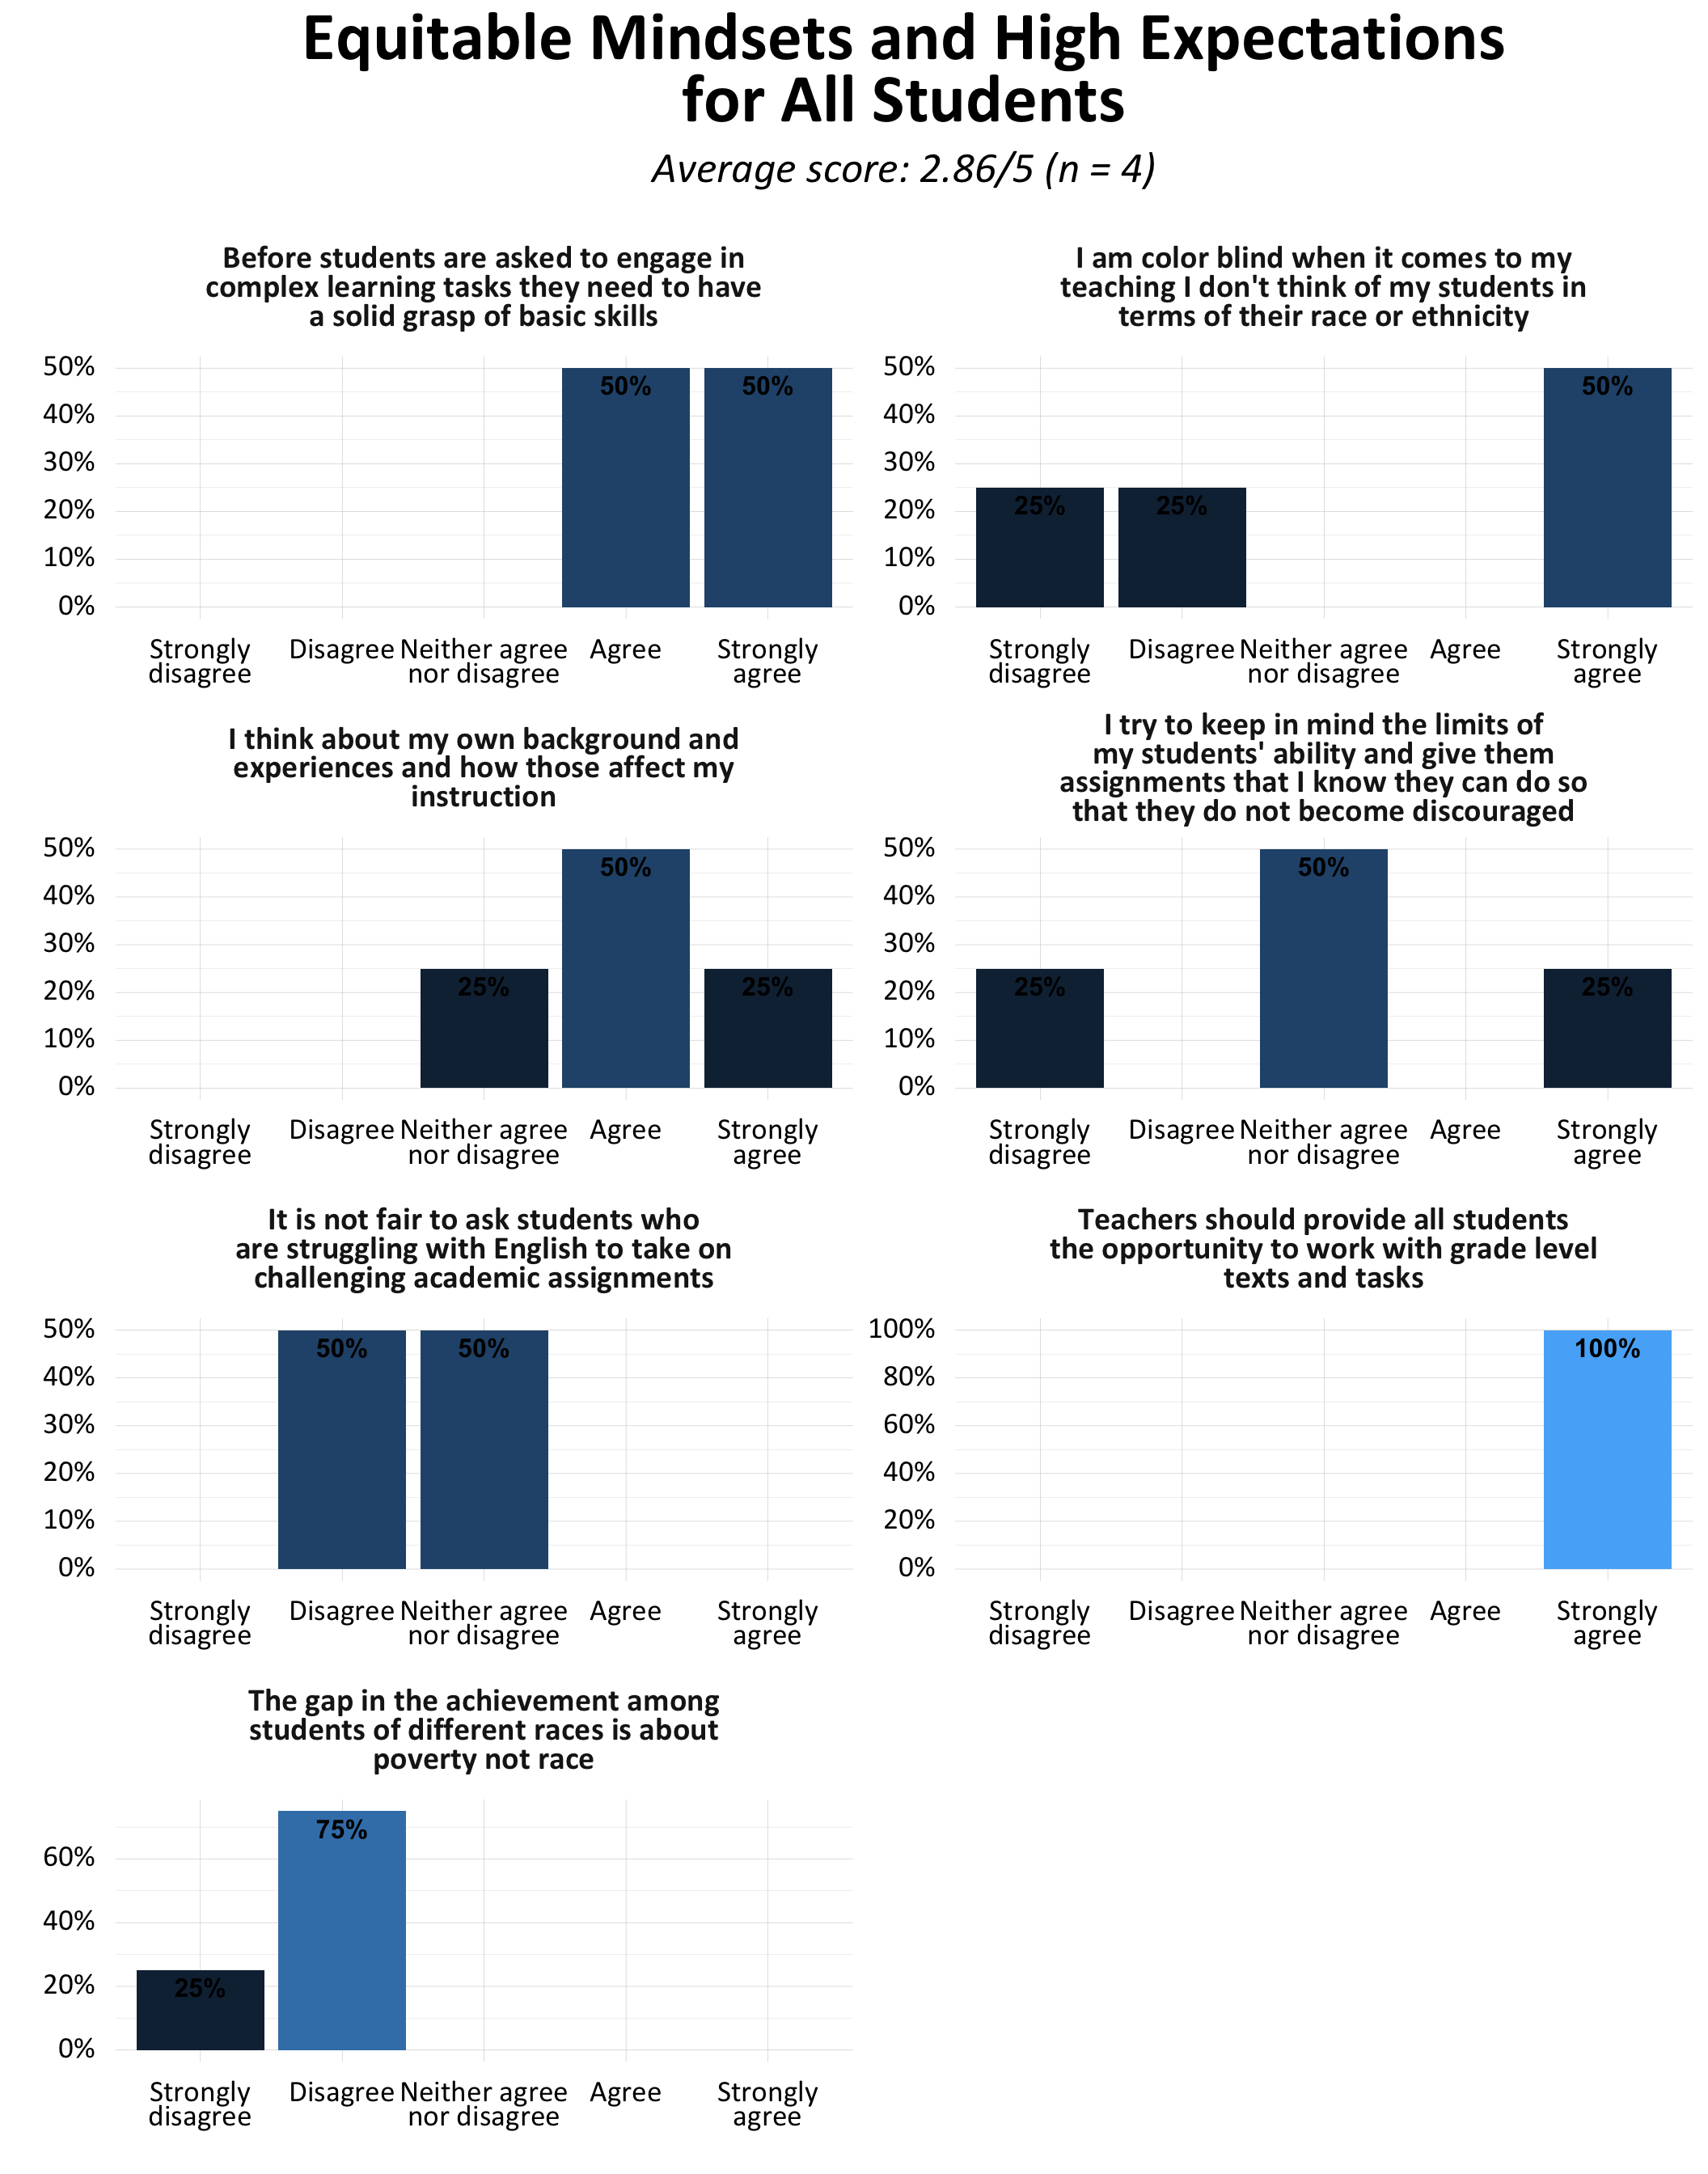 Equitable Mindsets and High Expectations
for All Students
Average score: 2.86/5 (n = 4)
Before students are asked to engage in
complex learning tasks they need to have
a solid grasp of basic skills
50%
40%
30%
20%
10%
0%
50%
50%
Strongly
disagree
Disagree
Neither agree
nor disagree
Agree
Strongly
agree
I am color blind when it comes to my
teaching I don't think of my students in
terms of their race or ethnicity
50%
40%
30%
20%
10%
0%
25%
25%
50%
Strongly
disagree
Disagree
Neither agree
nor disagree
Agree
Strongly
agree
I think about my own background and
experiences and how those affect my
instruction
50%
40%
30%
20%
10%
0%
25%
50%
25%
Strongly
disagree
Disagree
Neither agree
nor disagree
Agree
Strongly
agree
I try to keep in mind the limits of
my students' ability and give them
assignments that I know they can do so
that they do not become discouraged
50%
40%
30%
20%
10%
0%
25%
50%
25%
Strongly
disagree
Disagree
Neither agree
nor disagree
Agree
Strongly
agree
It is not fair to ask students who
are struggling with English to take on
challenging academic assignments
50%
40%
30%
20%
10%
0%
50%
50%
Strongly
disagree
Disagree
Neither agree
nor disagree
Agree
Strongly
agree
Teachers should provide all students
the opportunity to work with grade level
texts and tasks
100%
80%
60%
40%
20%
0%
100%
Strongly
disagree
Disagree
Neither agree
nor disagree
Agree
Strongly
agree
The gap in the achievement among
students of different races is about
poverty not race
60%
40%
20%
0%
25%
75%
Strongly
disagree
Disagree
Neither agree
nor disagree
Agree
Strongly
agree